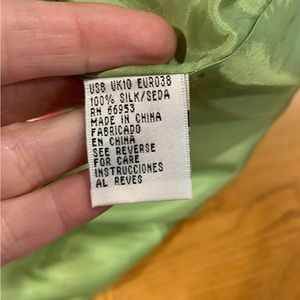 US8 UK10 EURO38
100% SILK/SEDA
RN 66953
MADE IN CHINA
FABRICADO
EN CHINA
SEE REVERSE
FOR CARE
INSTRUCCIONES
AL REVES